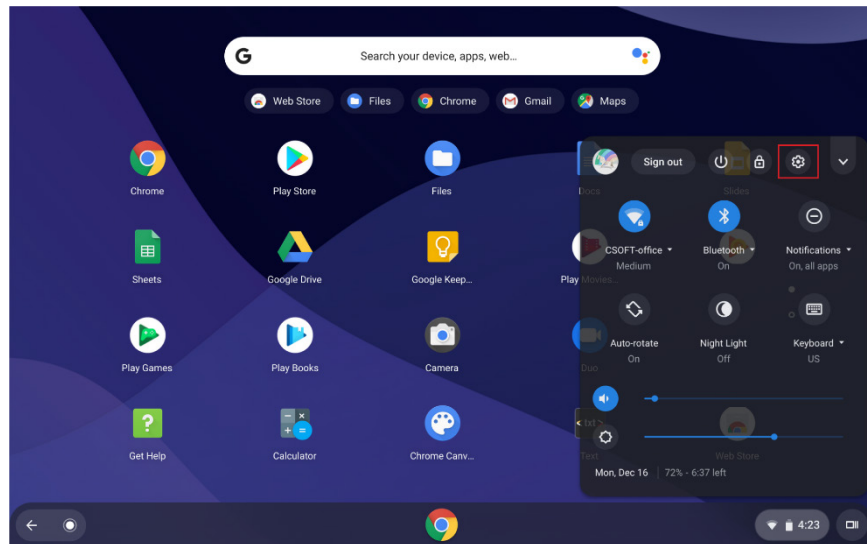 Search your device, apps, web...
Web Store
Files
Chrome
Gmail
Maps
Chrome
Play Store
Files
Docs
Slides
Sign out
CSOFT-office
Medium
Bluetooth
On
Notifications
On, all apps
Sheets
Google Drive
Google Keep...
Play Movies...
Auto-rotate
On
Night Light
Off
Keyboard
US
Play Games
Play Books
Camera
Duo
Get Help
Calculator
Chrome Canv...
Text
Web Store
Mon, Dec 16
72% - 6:37 left
4:23